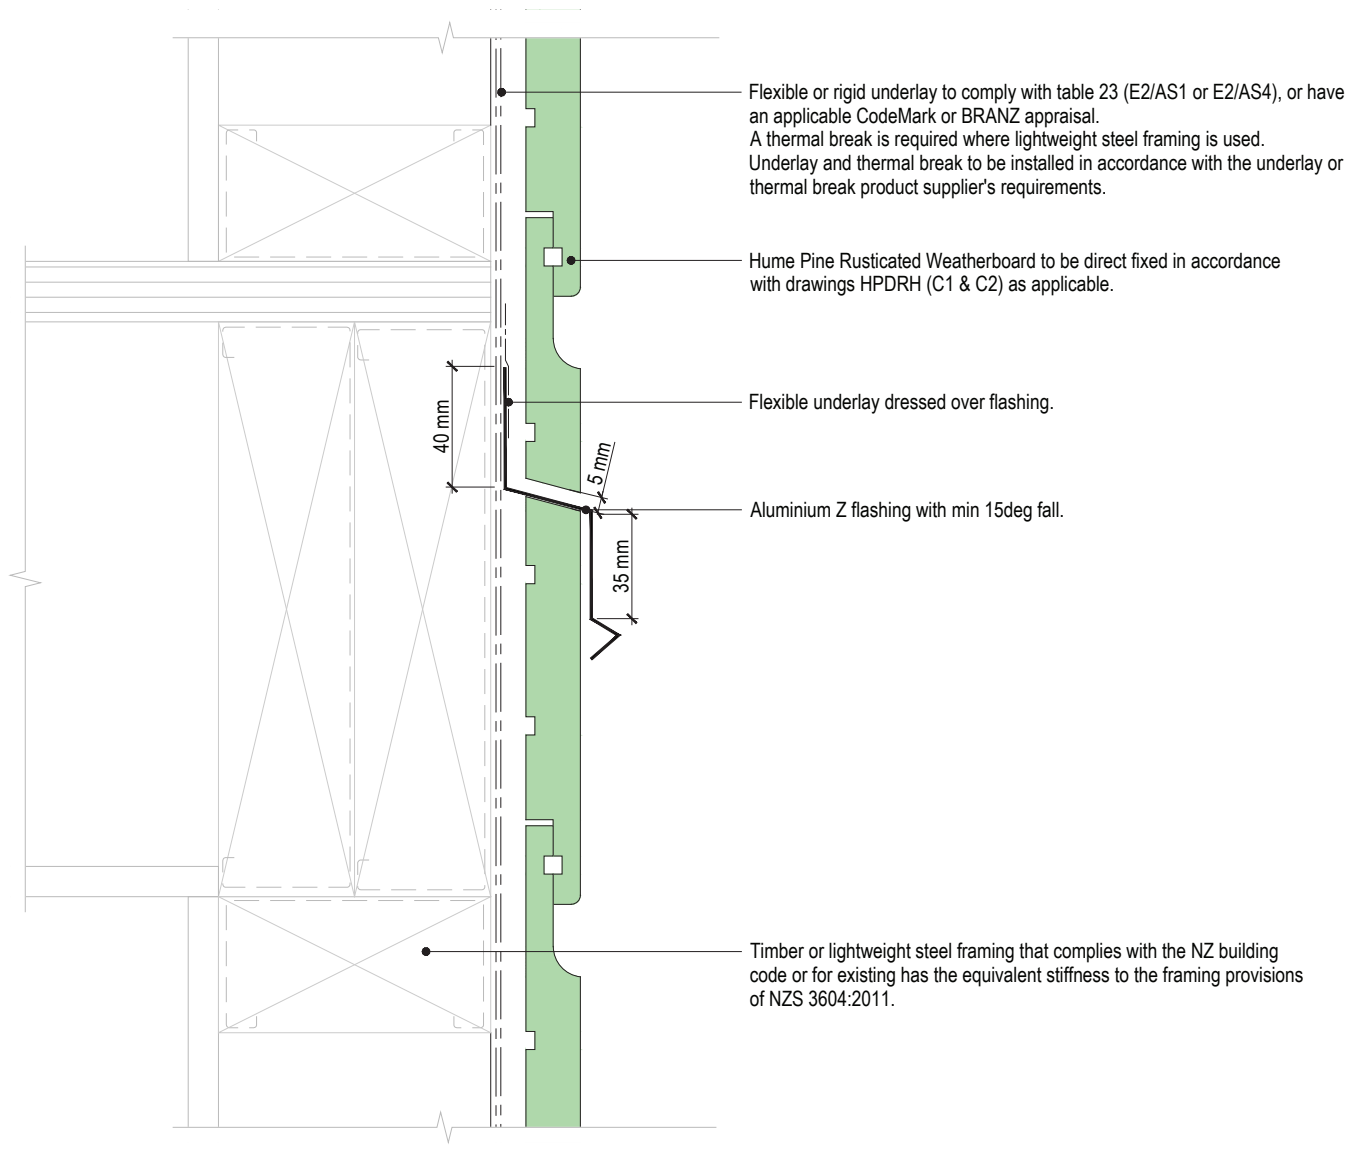 Flexible or rigid underlay to comply with table 23 (E2/AS1 or E2/AS4), or have
an applicable CodeMark or BRANZ appraisal.
A thermal break is required where lightweight steel framing is used.
Underlay and thermal break to be installed in accordance with the underlay or
thermal break product supplier's requirements.
Hume Pine Rusticated Weatherboard to be direct fixed in accordance
with drawings HPDRH (C1 & C2) as applicable.
40 mm
Flexible underlay dressed over flashing.
5 mm
Aluminium Z flashing with min 15deg fall.
35 mm
Timber or lightweight steel framing that complies with the NZ building
code or for existing has the equivalent stiffness to the framing provisions
of NZS 3604:2011.